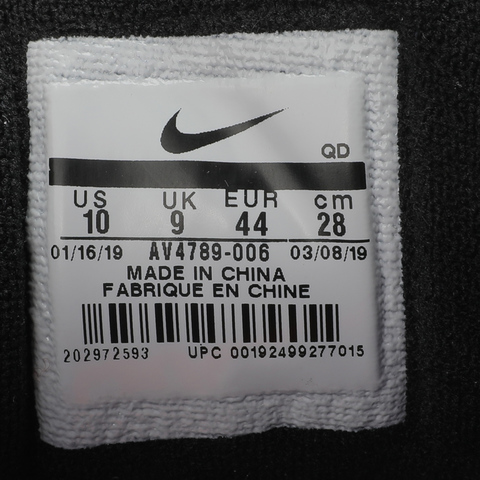 QD
US UK EUR cm
10 9 44 28
01/16/19 AV4789-006 03/08/19
MADE IN CHINA
FABRIQUE EN CHINE
202972593 UPC 00192499277015